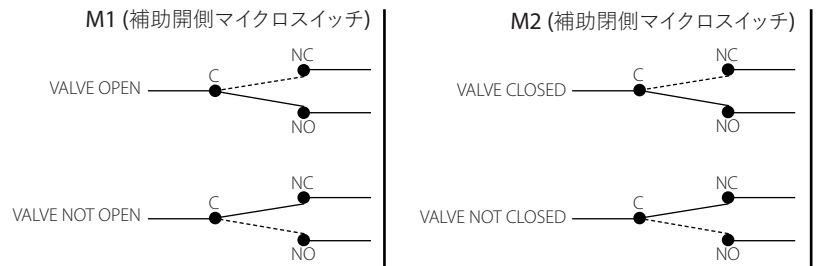 M1 (補助開側マイクロスイッチ)
VALVE OPEN
C
NC
NO
VALVE NOT OPEN
C
NC
NO
M2 (補助閉側マイクロスイッチ)
VALVE CLOSED
C
NC
NO
VALVE NOT CLOSED
C
NC
NO